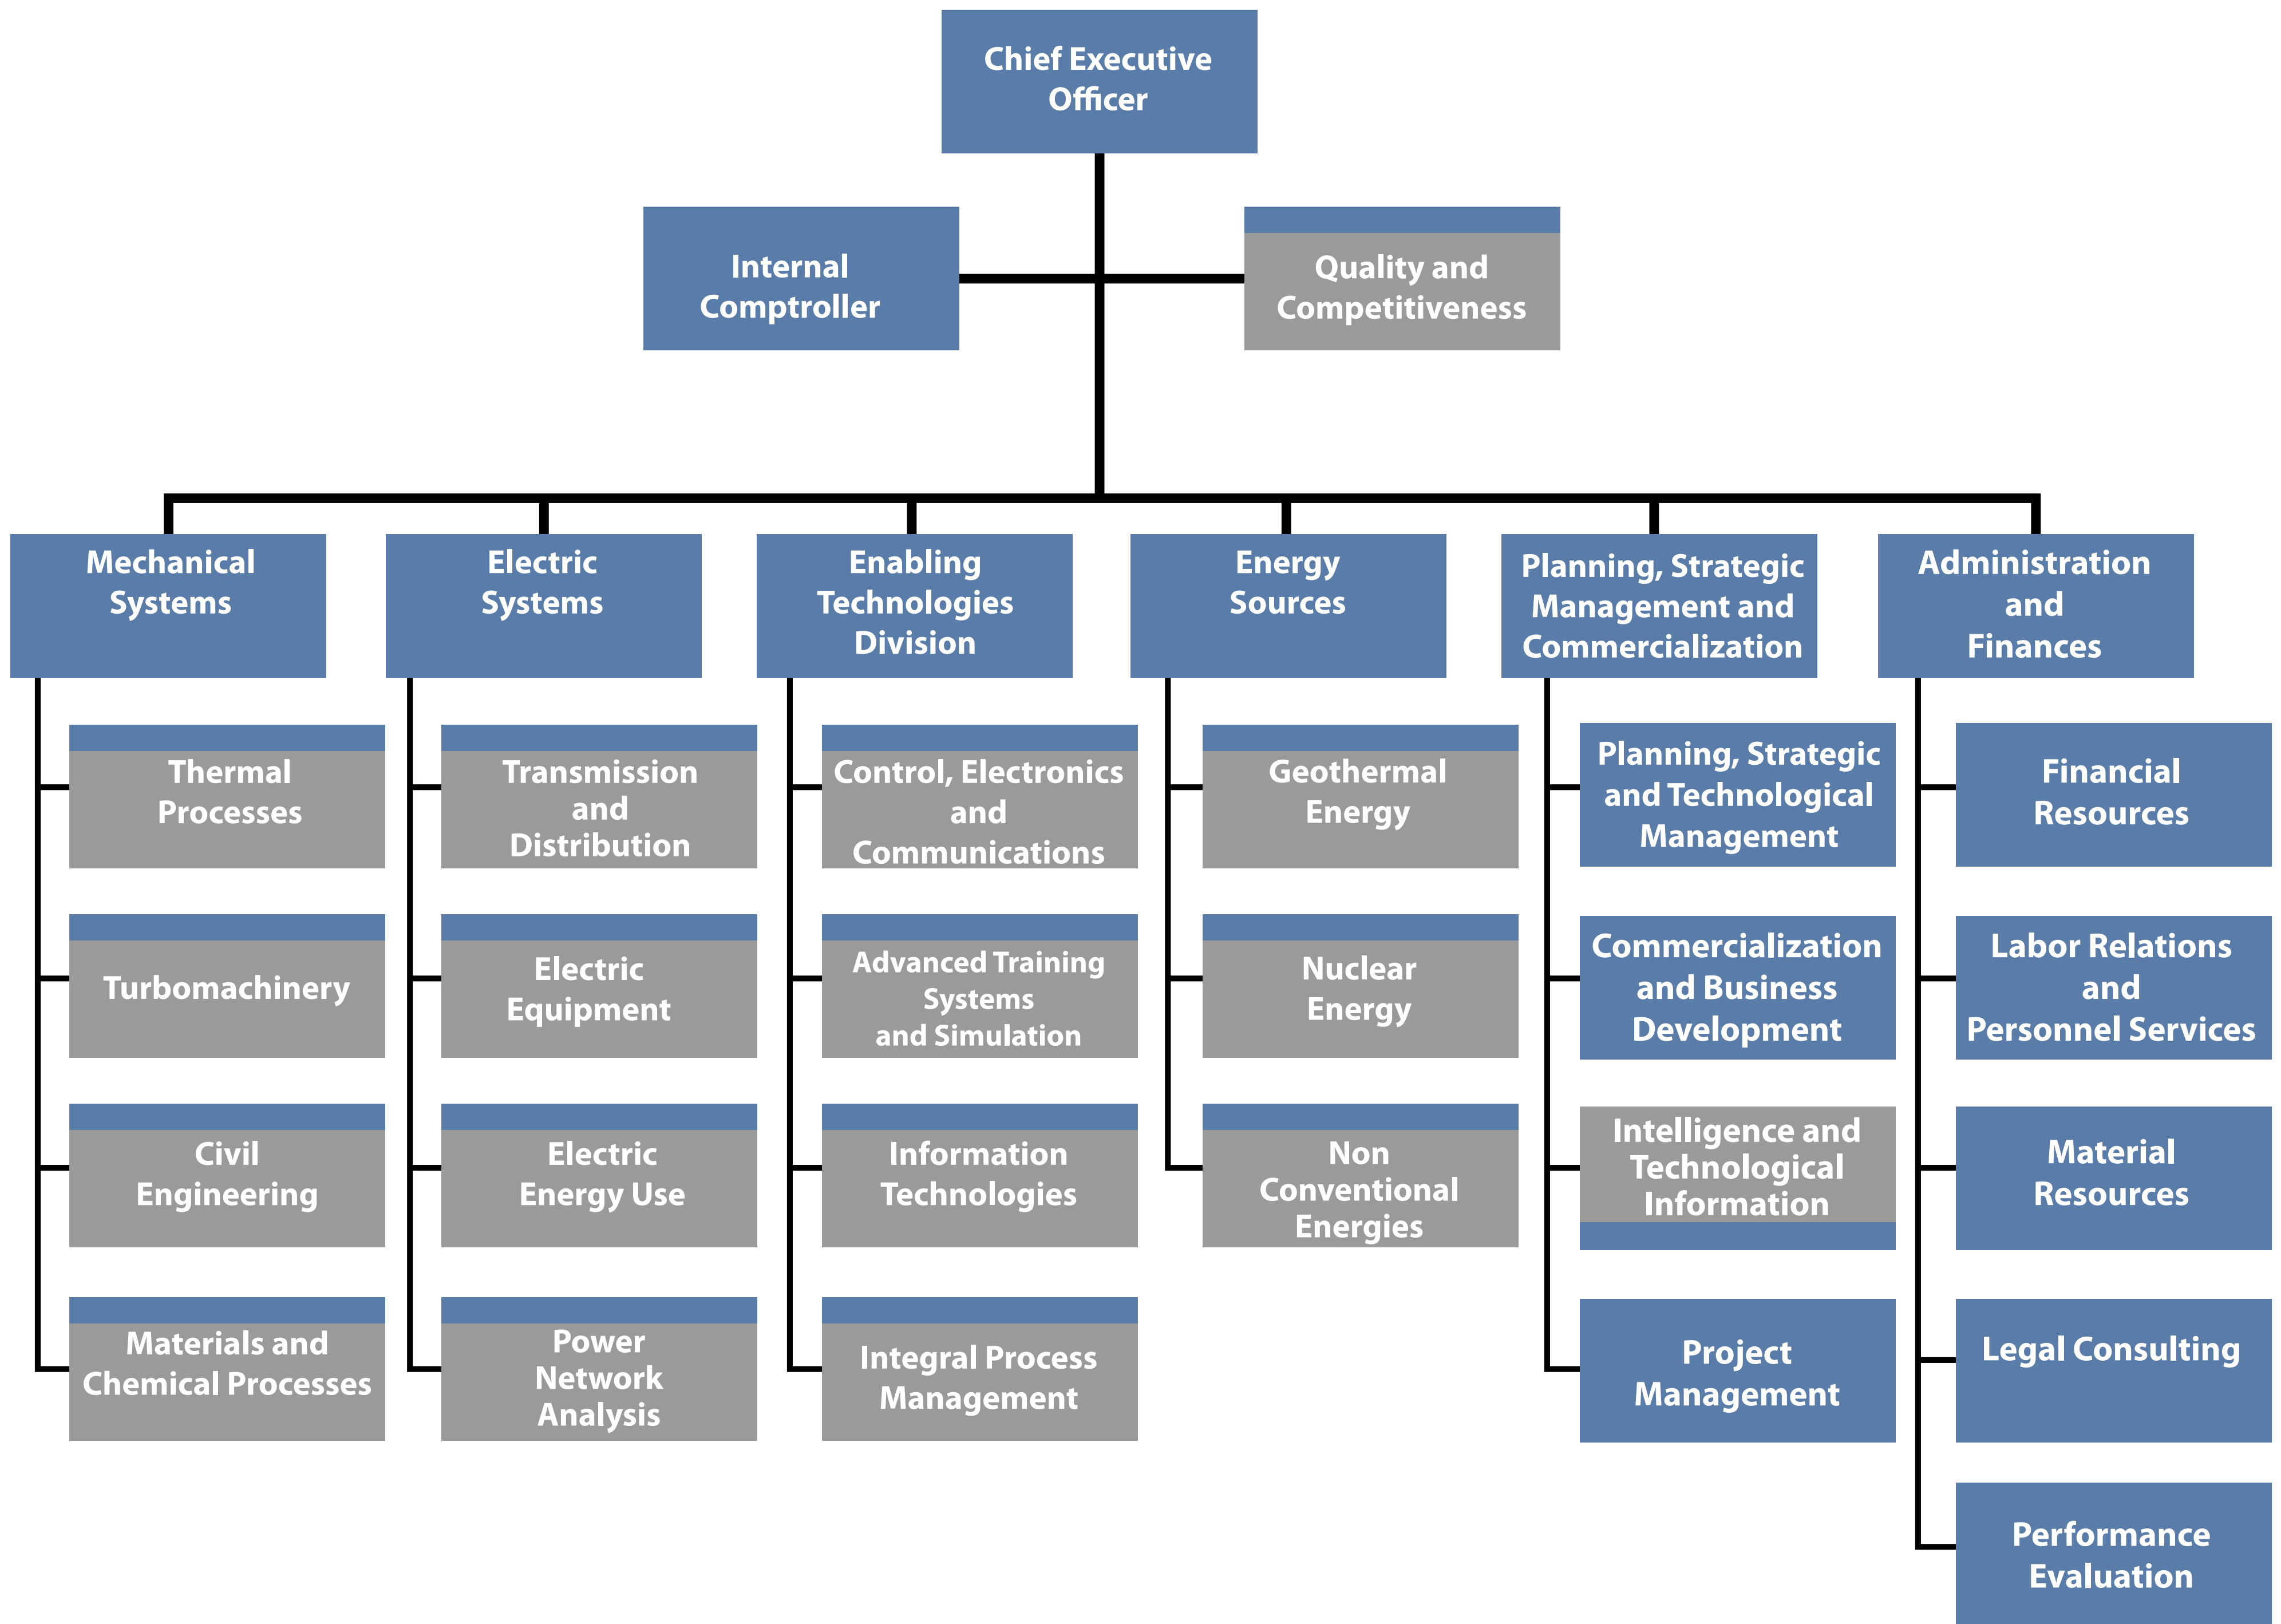 Chief Executive
Officer
Internal
Comptroller
Quality and
Competitiveness
Mechanical
Systems
Electric
Systems
Enabling
Technologies
Division
Energy
Sources
Planning, Strategic
Management and
Commercialization
Administration
and
Finances
Thermal
Processes
Turbomachinery
Civil
Engineering
Materials and
Chemical Processes
Transmission
and
Distribution
Electric
Equipment
Electric
Energy Use
Power
Network
Analysis
Control, Electronics
and
Communications
Advanced Training
Systems
and Simulation
Information
Technologies
Integral Process
Management
Geothermal
Energy
Nuclear
Energy
Non
Conventional
Energies
Planning, Strategic
and Technological
Management
Commercialization
and Business
Development
Intelligence and
Technological
Information
Project
Management
Financial
Resources
Labor Relations
and
Personnel Services
Material
Resources
Legal Consulting
Performance
Evaluation